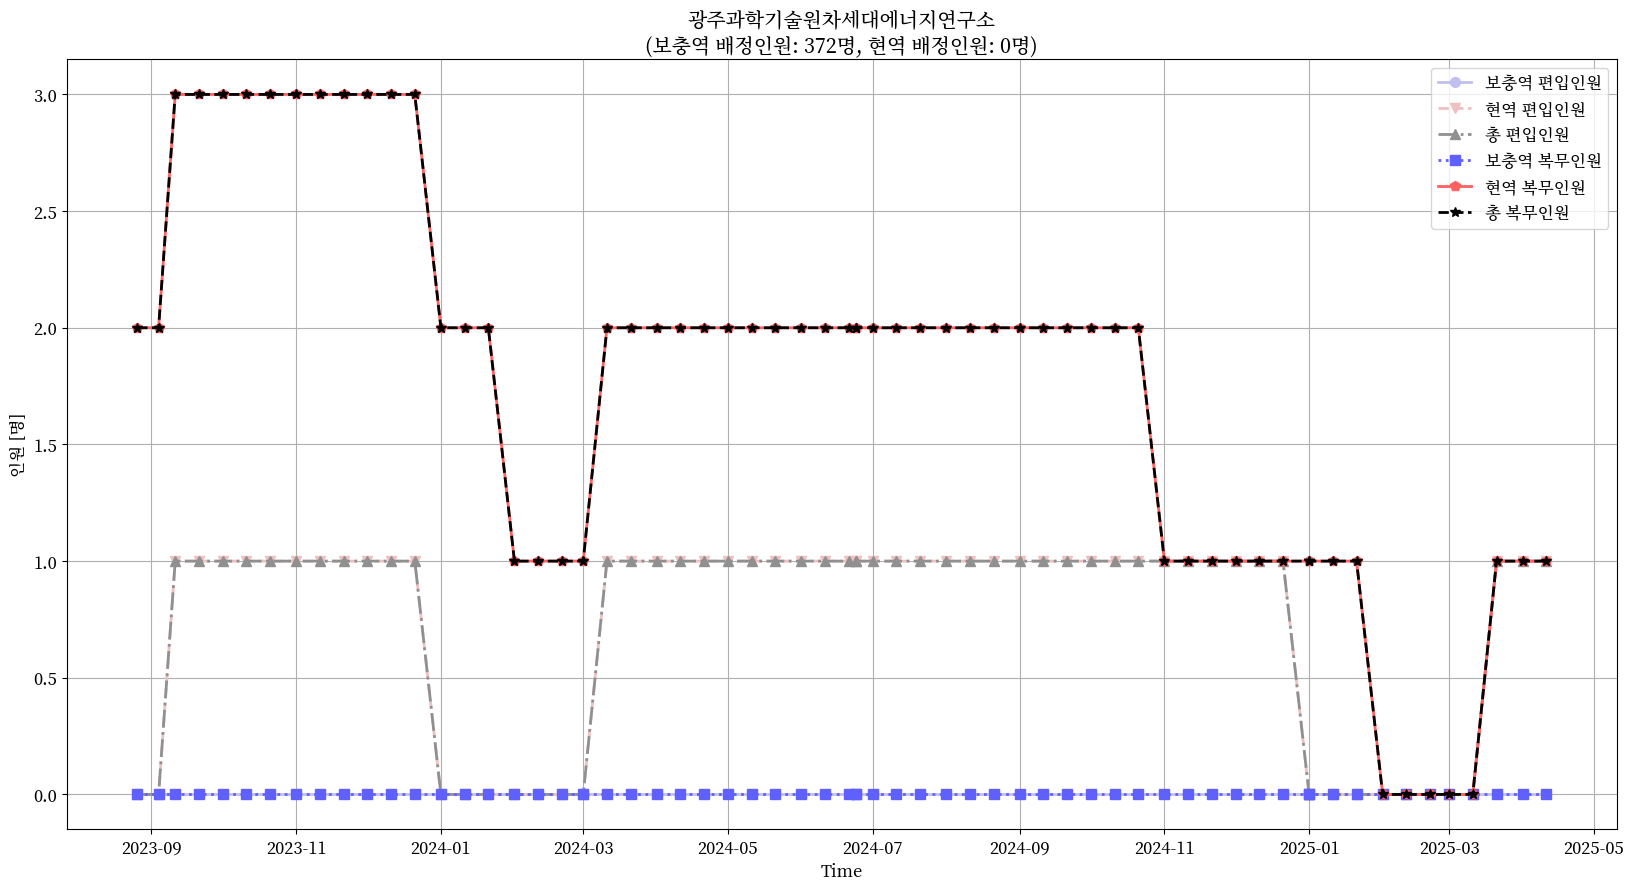 광주과학기술원차세대에너지연구소
(보충역 배정인원: 372명, 현역 배정인원: 0명)
보충역 편입인원
현역 편입인원
총 편입인원
보충역 복무인원
현역 복무인원
총 복무인원
인원 [명]
3.0
2.5
2.0
1.5
1.0
0.5
0.0
2023-09
2023-11
2024-01
2024-03
2024-05
2024-07
2024-09
2024-11
2025-01
2025-03
2025-05
Time